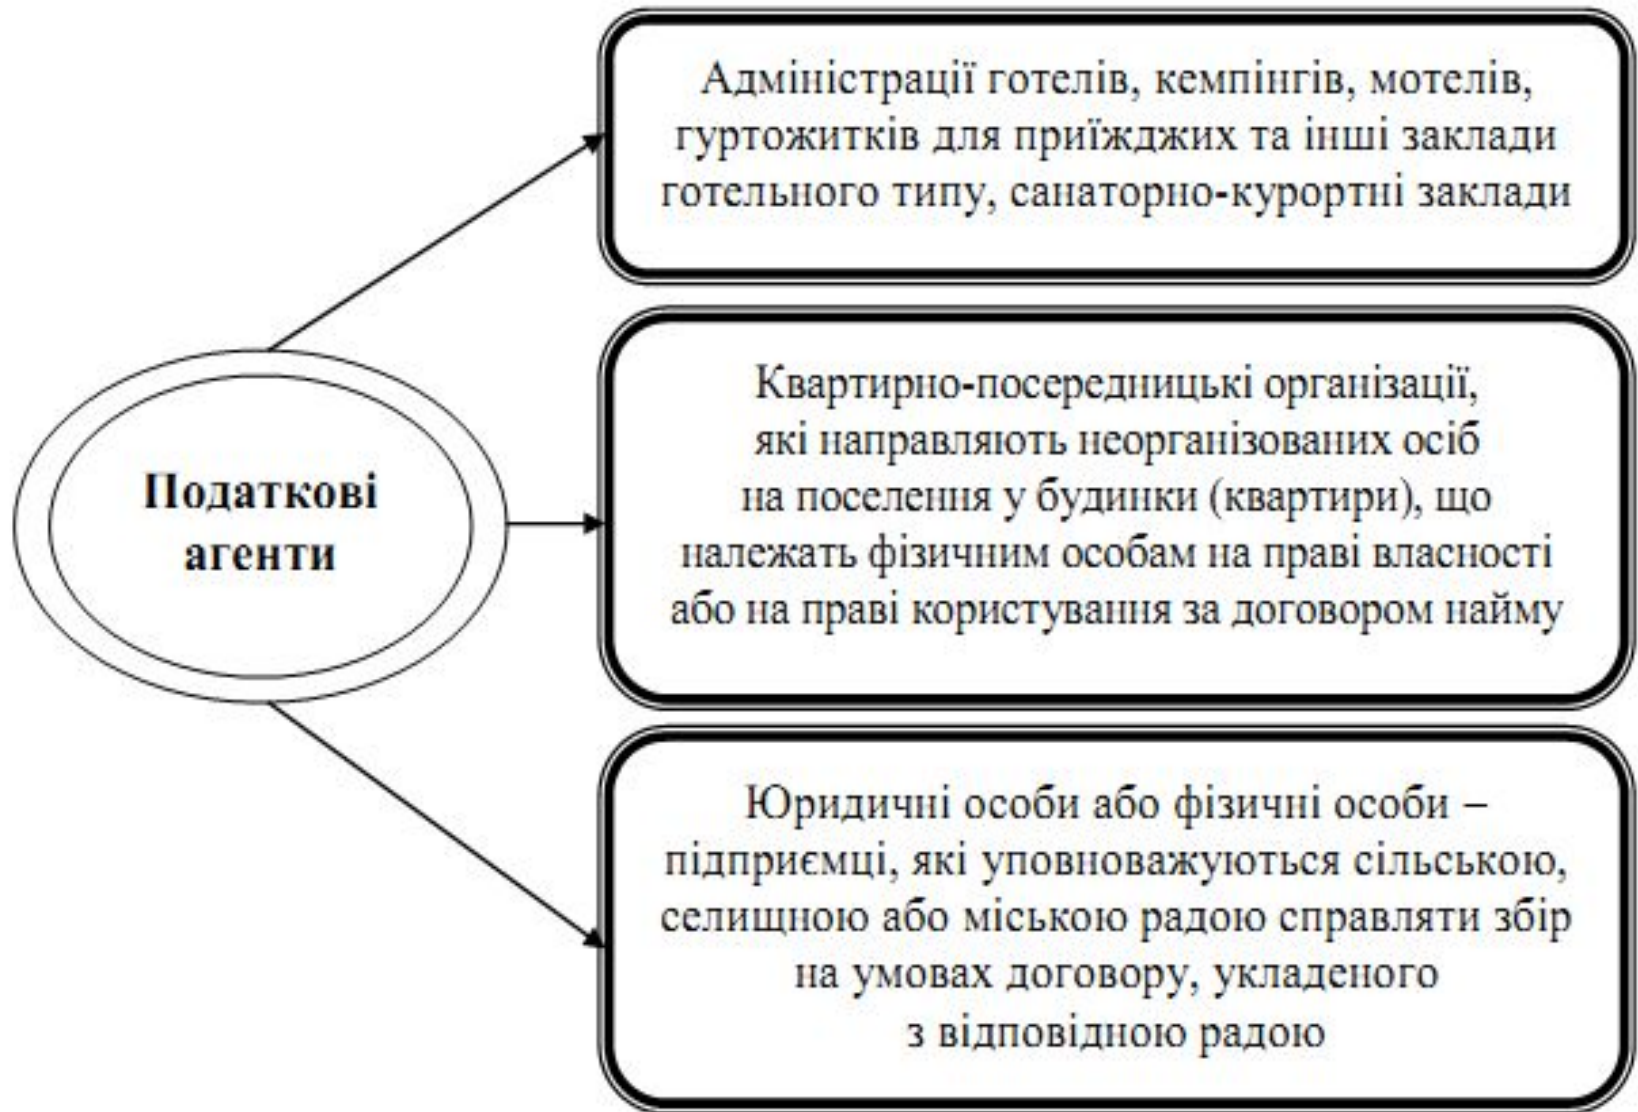 Адміністрації готелів, кемпінгів, мотелів,
гуртожитків для приїжджих та інші заклади
готельного типу, санаторно-курортні заклади
Податкові
агенти
Квартирно-посередницькі організації,
які направляють неорганізованих осіб
на поселення у будинки (квартири), що
належать фізичним особам на праві власності
або на праві користування за договором найму
Юридичні особи або фізичні особи –
підприємці, які уповноважуються сільською,
селищною або міською радою справляти збір
на умовах договору, укладеного
з відповідною радою